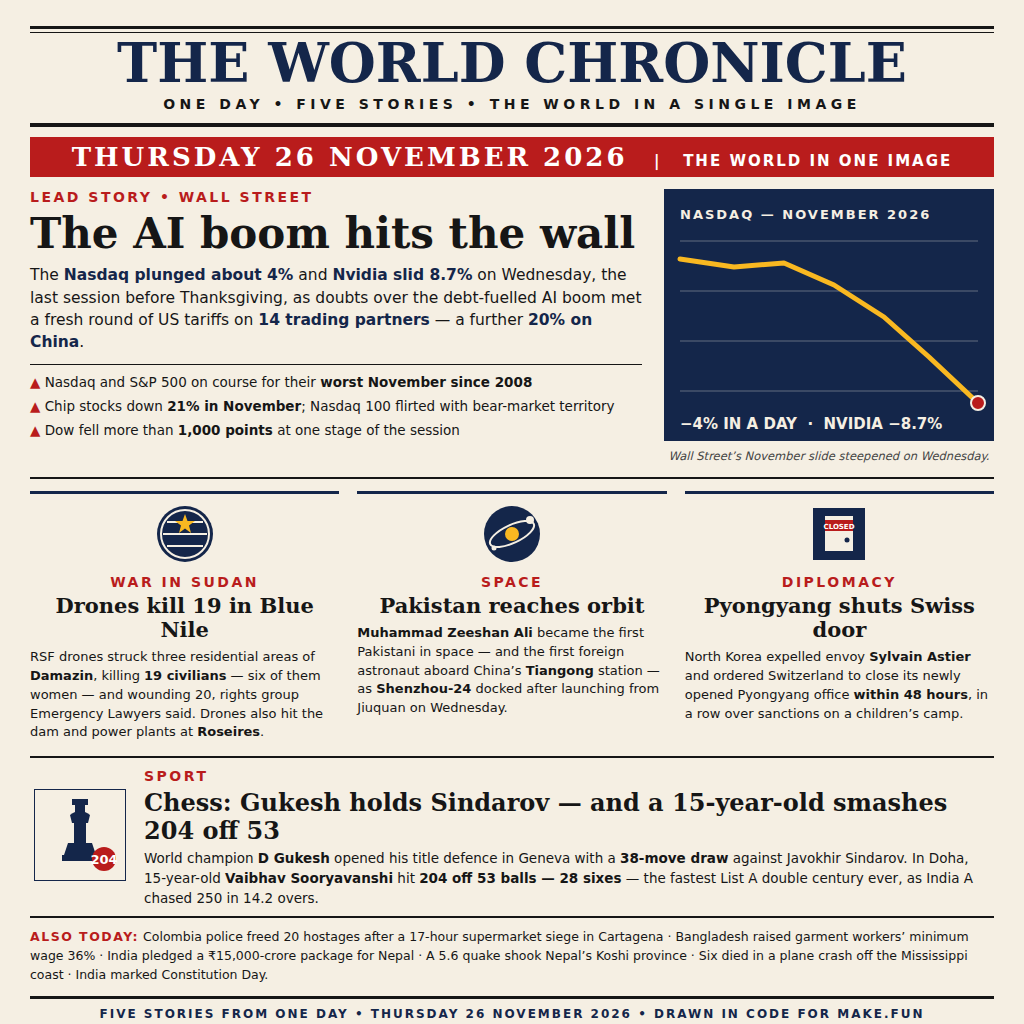 THE WORLD CHRONICLE
ONE DAY • FIVE STORIES • THE WORLD IN A SINGLE IMAGE
THURSDAY 26 NOVEMBER 2026 | THE WORLD IN ONE IMAGE
LEAD STORY • WALL STREET
The AI boom hits the wall
The Nasdaq plunged about 4% and Nvidia slid 8.7% on Wednesday, the
last session before Thanksgiving, as doubts over the debt-fuelled AI boom met
a fresh round of US tariffs on 14 trading partners — a further 20% on
China.
▲ Nasdaq and S&P 500 on course for their worst November since 2008
▲ Chip stocks down 21% in November; Nasdaq 100 flirted with bear-market territory
▲ Dow fell more than 1,000 points at one stage of the session
NASDAQ — NOVEMBER 2026
−4% IN A DAY · NVIDIA −8.7%
Wall Street’s November slide steepened on Wednesday.
WAR IN SUDAN
Drones kill 19 in Blue
Nile
RSF drones struck three residential areas of
Damazin, killing 19 civilians — six of them
women — and wounding 20, rights group
Emergency Lawyers said. Drones also hit the
dam and power plants at Roseires.
SPACE
Pakistan reaches orbit
Muhammad Zeeshan Ali became the first
Pakistani in space — and the first foreign
astronaut aboard China’s Tiangong station —
as Shenzhou-24 docked after launching from
Jiuquan on Wednesday.
CLOSED
DIPLOMACY
Pyongyang shuts Swiss
door
North Korea expelled envoy Sylvain Astier
and ordered Switzerland to close its newly
opened Pyongyang office within 48 hours, in
a row over sanctions on a children’s camp.
204
SPORT
Chess: Gukesh holds Sindarov — and a 15-year-old smashes
204 off 53
World champion D Gukesh opened his title defence in Geneva with a 38-move draw against Javokhir Sindarov. In Doha,
15-year-old Vaibhav Sooryavanshi hit 204 off 53 balls — 28 sixes — the fastest List A double century ever, as India A
chased 250 in 14.2 overs.
ALSO TODAY: Colombia police freed 20 hostages after a 17-hour supermarket siege in Cartagena · Bangladesh raised garment workers’ minimum
wage 36% · India pledged a ₹15,000-crore package for Nepal · A 5.6 quake shook Nepal’s Koshi province · Six died in a plane crash off the Mississippi
coast · India marked Constitution Day.
FIVE STORIES FROM ONE DAY • THURSDAY 26 NOVEMBER 2026 • DRAWN IN CODE FOR MAKE.FUN